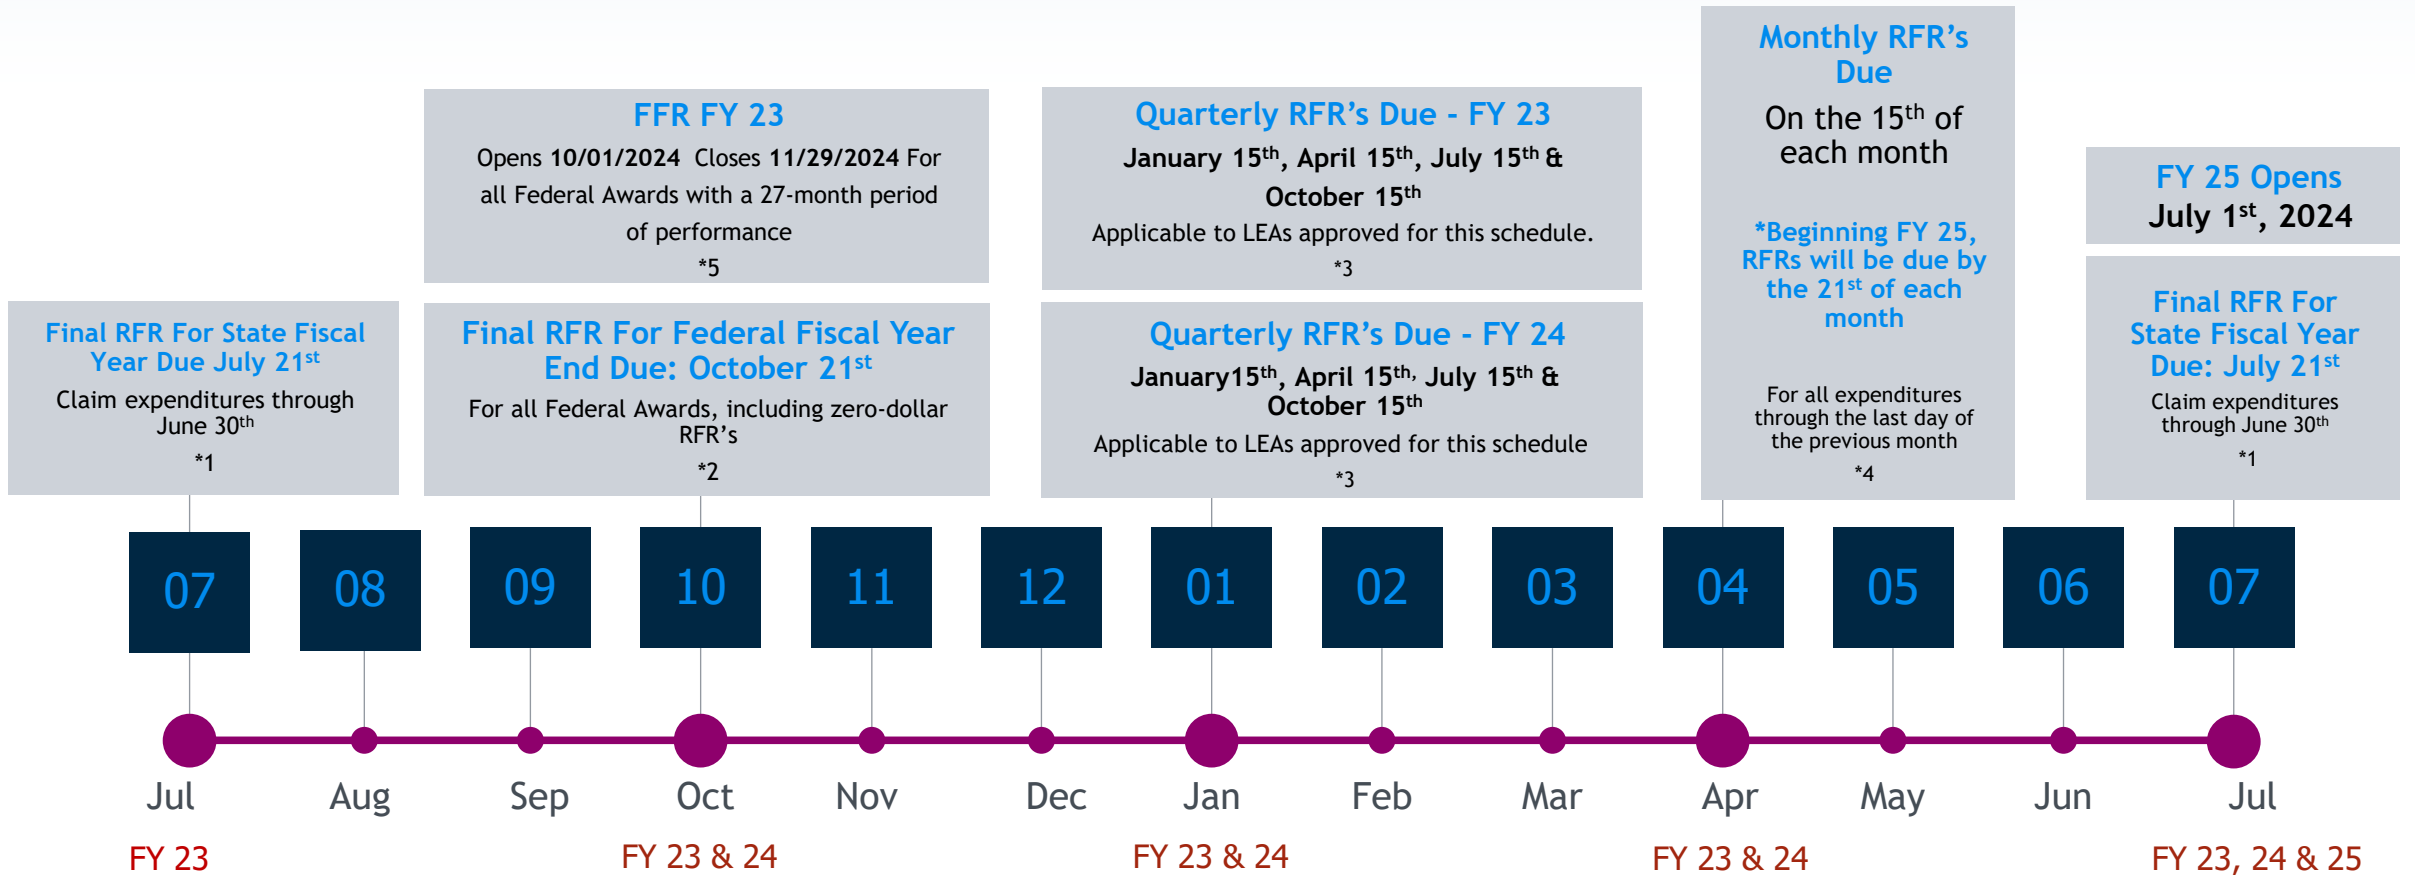 Final RFR For State Fiscal
Year Due July 21st
Claim expenditures through
June 30th
*1
FFR FY 23
Opens 10/01/2024  Closes 11/29/2024 For
all Federal Awards with a 27-month period
of performance
*5
Final RFR For Federal Fiscal Year
End Due: October 21st
For all Federal Awards, including zero-dollar
RFR’s
*2
Quarterly RFR’s Due - FY 23
January 15th, April 15th, July 15th &
October 15th
Applicable to LEAs approved for this schedule.
*3
Quarterly RFR’s Due - FY 24
January15th, April 15th, July 15th &
October 15th
Applicable to LEAs approved for this schedule
*3
Monthly RFR’s
Due
On the 15th of
each month
*Beginning FY 25,
RFRs will be due by
the 21st of each
month
For all expenditures
through the last day of
the previous month
*4
FY 25 Opens
July 1st, 2024
Final RFR For
State Fiscal Year
Due: July 21st
Claim expenditures
through June 30th
*1
07 08 09 10 11 12 01 02 03 04 05 06 07
Jul Aug Sep Oct Nov Dec Jan Feb Mar Apr May Jun Jul
FY 23 FY 23 & 24 FY 23 & 24 FY 23 & 24 FY 23, 24 & 25